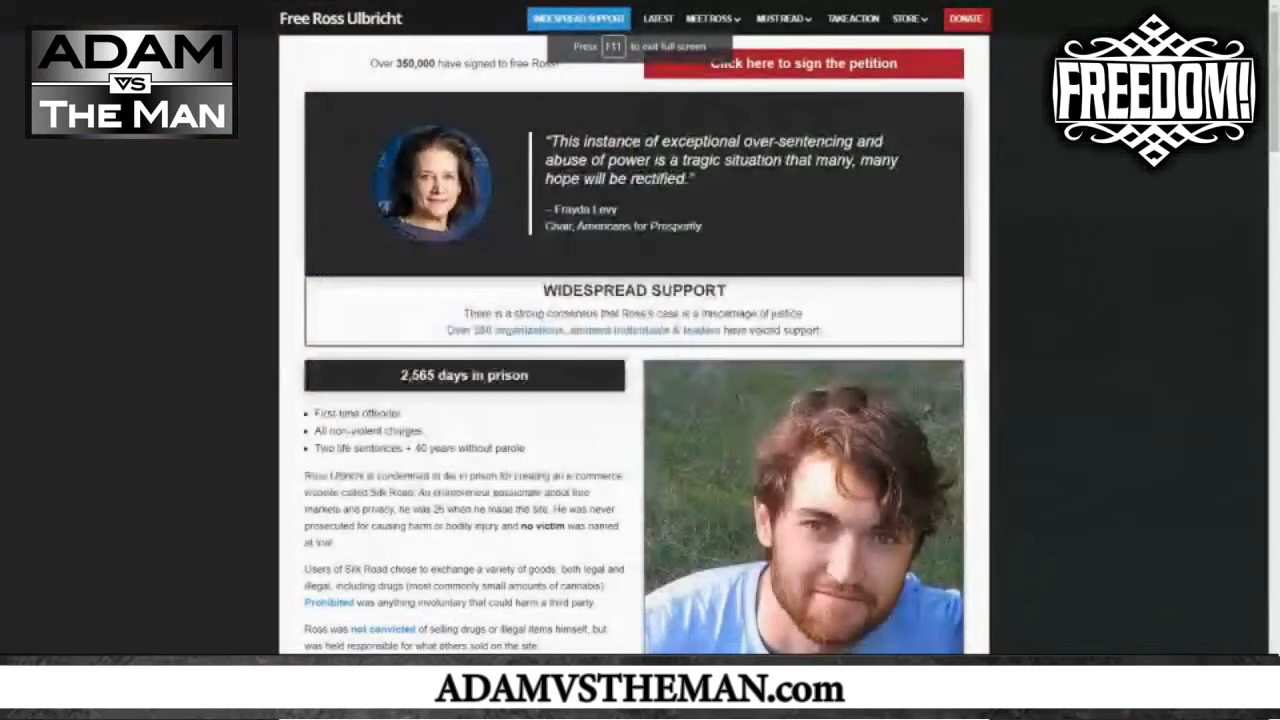 ADAM
VS
THE MAN
Free Ross Ulbricht
WIDESPREAD SUPPORT
LATEST
MEET ROSS
MUST READ
TAKE ACTION
STORE
DONATE
Press F11 to exit full screen
Over 350,000 have signed to free Ross!
Click here to sign the petition
FREEDOM!
"This instance of exceptional over-sentencing and
abuse of power is a tragic situation that many, many
hope will be rectified."
– Frayda Levy
Chair, Americans for Prosperity
WIDESPREAD SUPPORT
There is a strong consensus that Ross's case is a miscarriage of justice
Over organizations, eminent individuals & leaders have voiced support
2,565 days in prison
First-time offender
All non-violent charges
Two life sentences + 40 years without parole
Ross Ulbricht is condemned to die in prison for creating an e-commerce
website called Silk Road. An entrepreneur passionate about free
markets and privacy, he was 26 when he made the site. He was never
prosecuted for causing harm or bodily injury and no victim was named
at trial.
Users of Silk Road chose to exchange a variety of goods, both legal and
illegal, including drugs (most commonly small amounts of cannabis).
Prohibited was anything involuntary that could harm a third party.
Ross was not convicted of selling drugs or illegal items himself, but
was held responsible for what others sold on the site.
ADAMVSTHEMAN.com